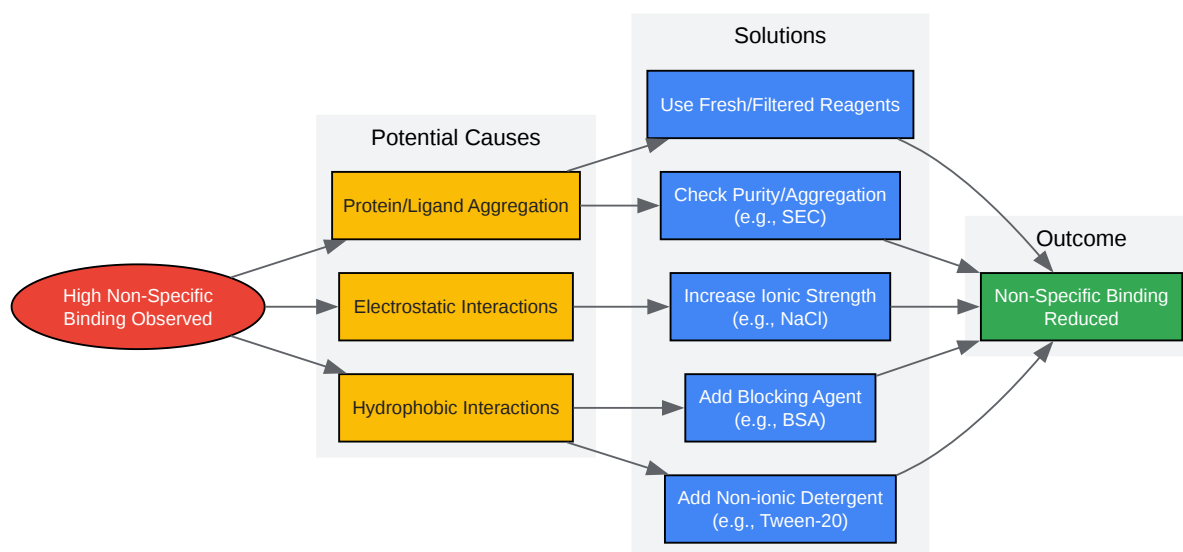 High Non-Specific
Binding Observed
Potential Causes
Protein/Ligand Aggregation
Electrostatic Interactions
Hydrophobic Interactions
Solutions
Use Fresh/Filtered Reagents
Check Purity/Aggregation
(e.g., SEC)
Increase Ionic Strength
(e.g., NaCl)
Add Blocking Agent
(e.g., BSA)
Add Non-ionic Detergent
(e.g., Tween-20)
Outcome
Non-Specific Binding
Reduced